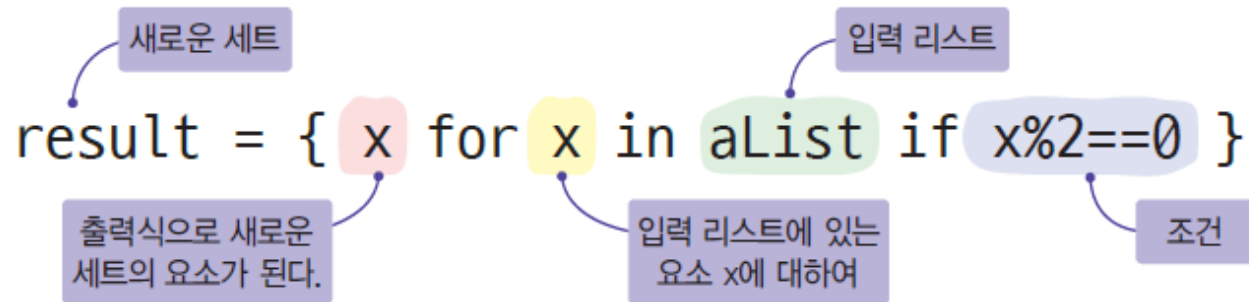 새로운 세트
입력 리스트
result = { x for x in aList if x%2==0 }
출력식으로 새로운
세트의 요소가 된다.
입력 리스트에 있는
요소 x에 대하여
조건